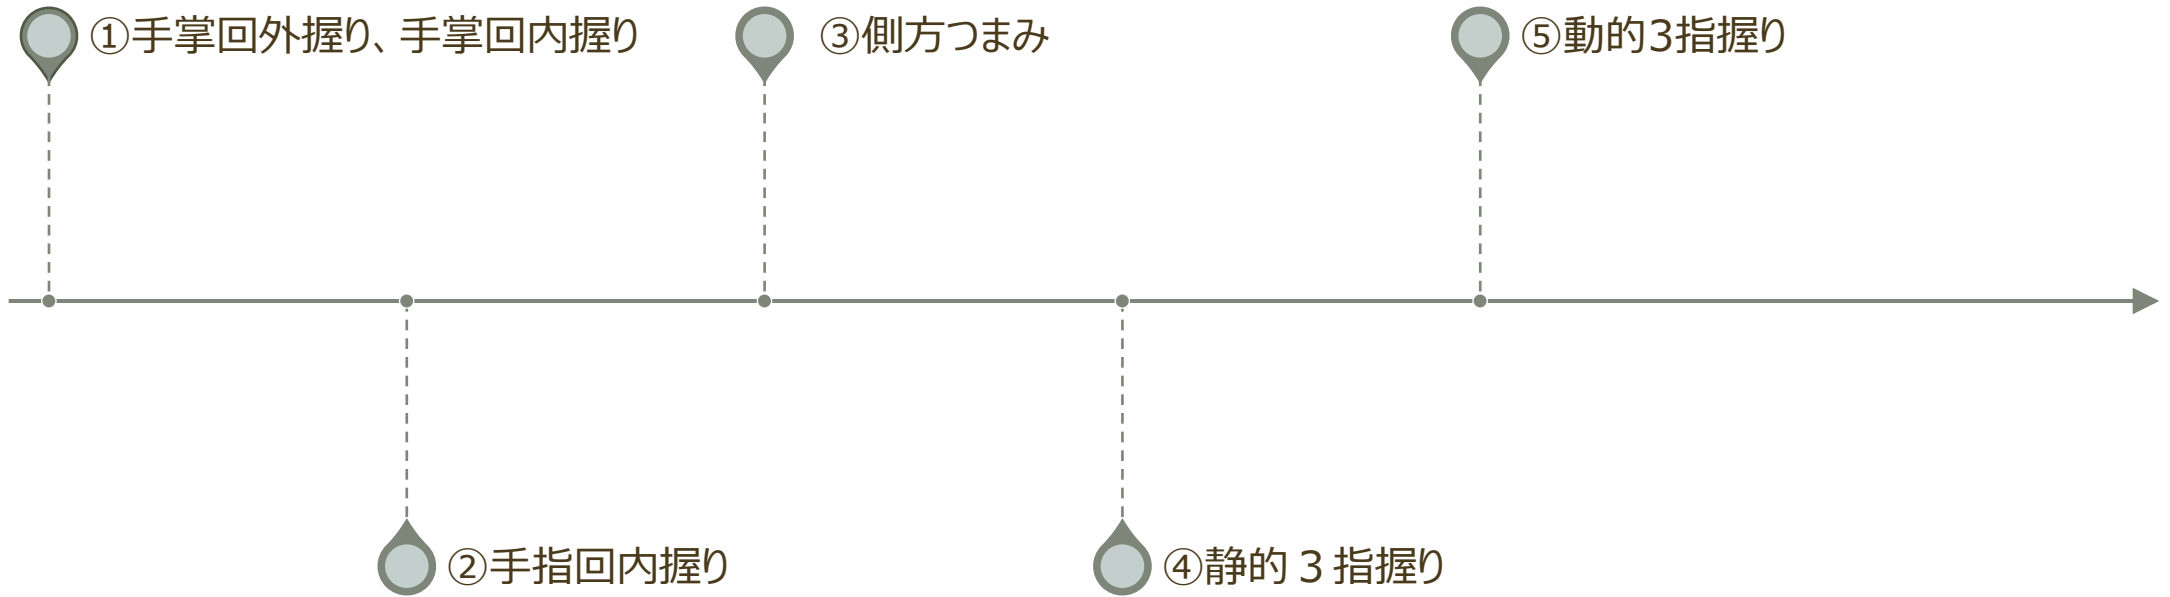 ①手掌回外握り、手掌回内握り
②手指回内握り
③側方つまみ
④静的３指握り
⑤動的3指握り